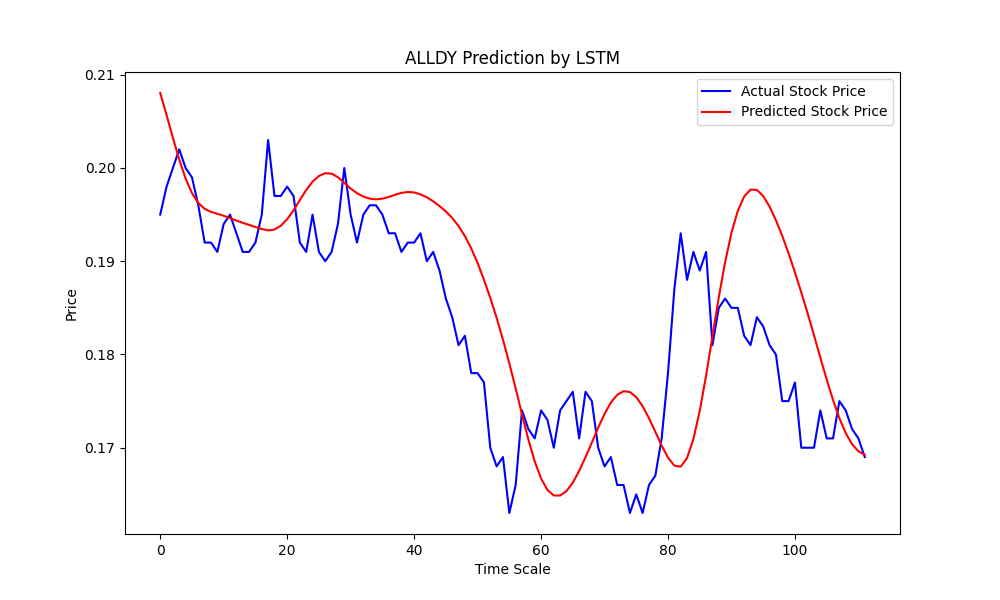 ALLDY Prediction by LSTM
Actual Stock Price
Predicted Stock Price
0.21
0.20
0.19
0.18
0.17
Price
0 20 40 60 80 100
Time Scale